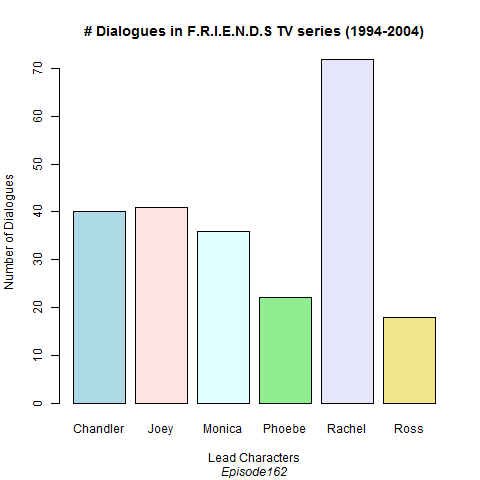 # Dialogues in F.R.I.E.N.D.S TV series (1994-2004)
Number of Dialogues
70
60
50
40
30
20
10
0
Chandler Joey Monica Phoebe Rachel Ross
Lead Characters
Episode162